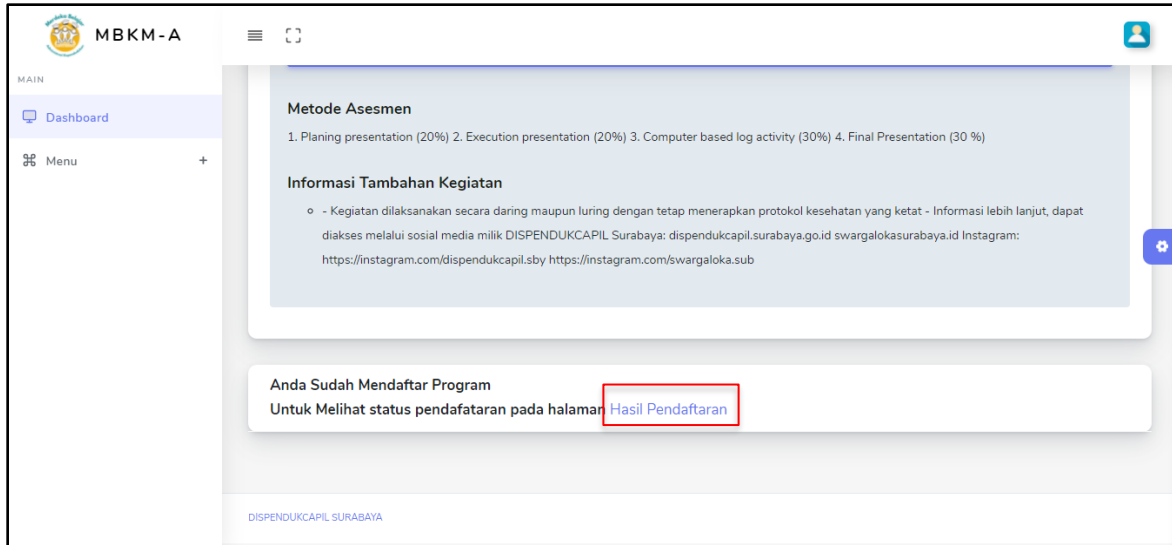 MBKM-A
MAIN
Dashboard
Menu +
Metode Asesmen
1. Planing presentation (20%) 2. Execution presentation (20%) 3. Computer based log activity (30%) 4. Final Presentation (30 %)
Informasi Tambahan Kegiatan
- Kegiatan dilaksanakan secara daring maupun luring dengan tetap menerapkan protokol kesehatan yang ketat - Informasi lebih lanjut, dapat
diakses melalui sosial media milik DISPENDUKCAPIL Surabaya: dispendukcapil.surabaya.go.id swargalokasurabaya.id Instagram:
https://instagram.com/dispendukcapil.sby https://instagram.com/swargaloka.sub
Anda Sudah Mendaftar Program
Untuk Melihat status pendafataran pada halaman Hasil Pendaftaran
DISPENDUKCAPIL SURABAYA